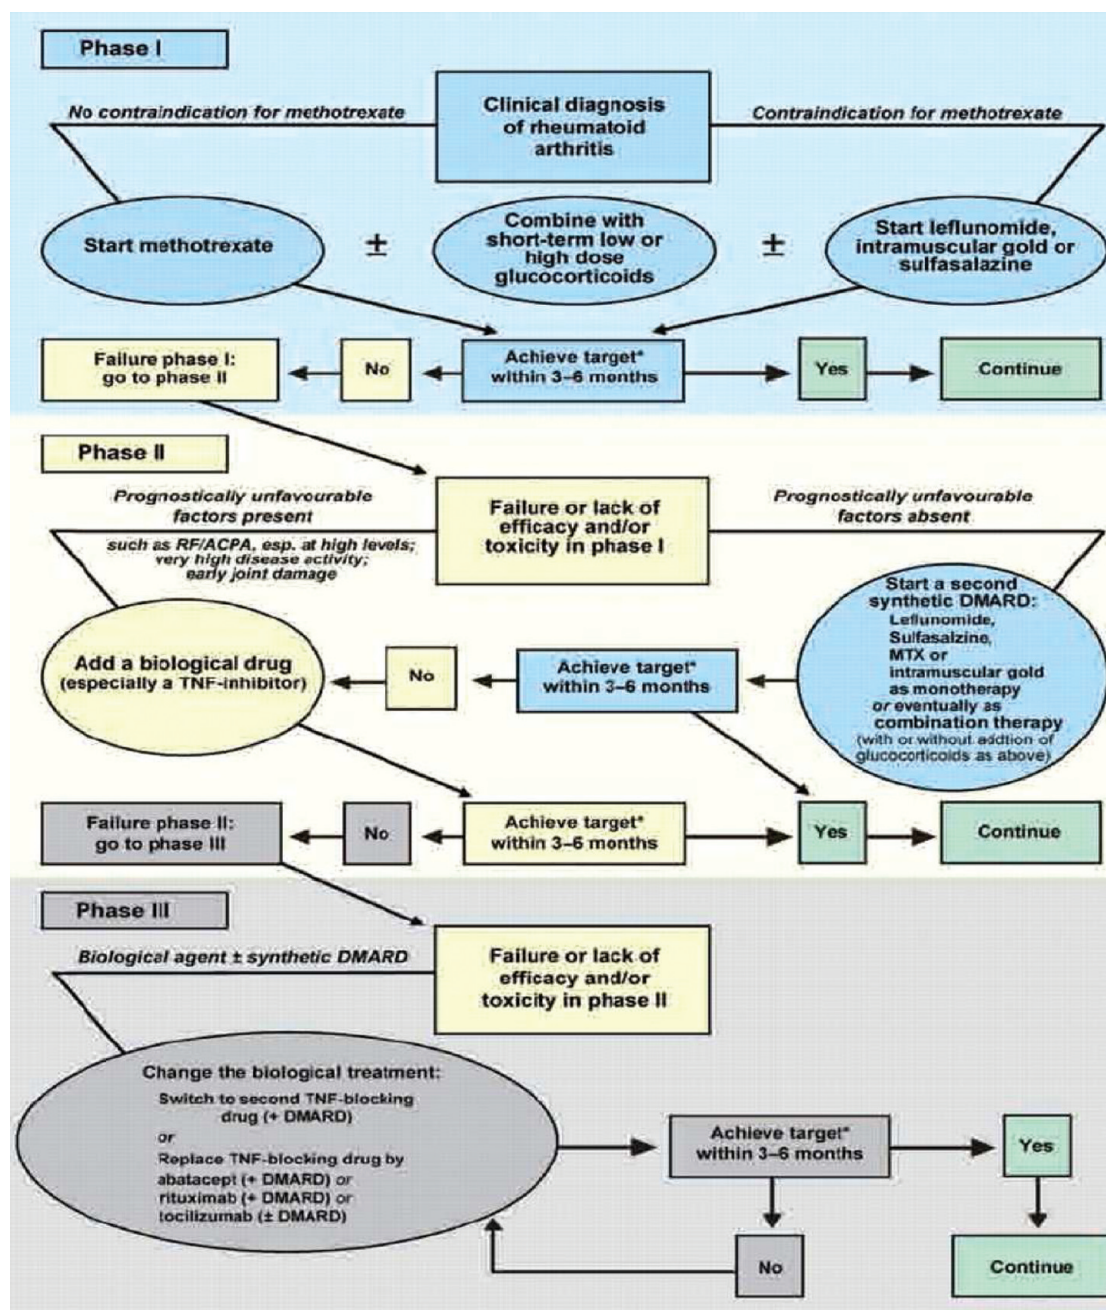 Phase I
No contraindication for methotrexate
Clinical diagnosis
of rheumatoid
arthritis
Contraindication for methotrexate
Start methotrexate
±
Combine with
short-term low or
high dose
glucocorticoids
±
Start leflunomide,
intramuscular gold or
sulfasalazine
Failure phase I:
go to phase II
No
Achieve target*
within 3–6 months
Yes
Continue
Phase II
Prognostically unfavourable
factors present
such as RF/ACPA, esp. at high levels;
very high disease activity;
early joint damage
Failure or lack of
efficacy and/or
toxicity in phase I
Prognostically unfavourable
factors absent
Add a biological drug
(especially a TNF-inhibitor)
No
Achieve target*
within 3–6 months
Start a second
synthetic DMARD:
Leflunomide,
Sulfasalzine,
MTX or
intramuscular gold
as monotherapy
or eventually as
combination therapy
(with or without addtion of
glucocorticoids as above)
Failure phase II:
go to phase III
No
Achieve target*
within 3–6 months
Yes
Continue
Phase III
Biological agent ± synthetic DMARD
Failure or lack of
efficacy and/or
toxicity in phase II
Change the biological treatment:
Switch to second TNF-blocking
drug (+ DMARD)
or
Replace TNF-blocking drug by
abatacept (+ DMARD) or
rituximab (+ DMARD) or
tocilizumab (± DMARD)
Achieve target*
within 3–6 months
Yes
No
Continue